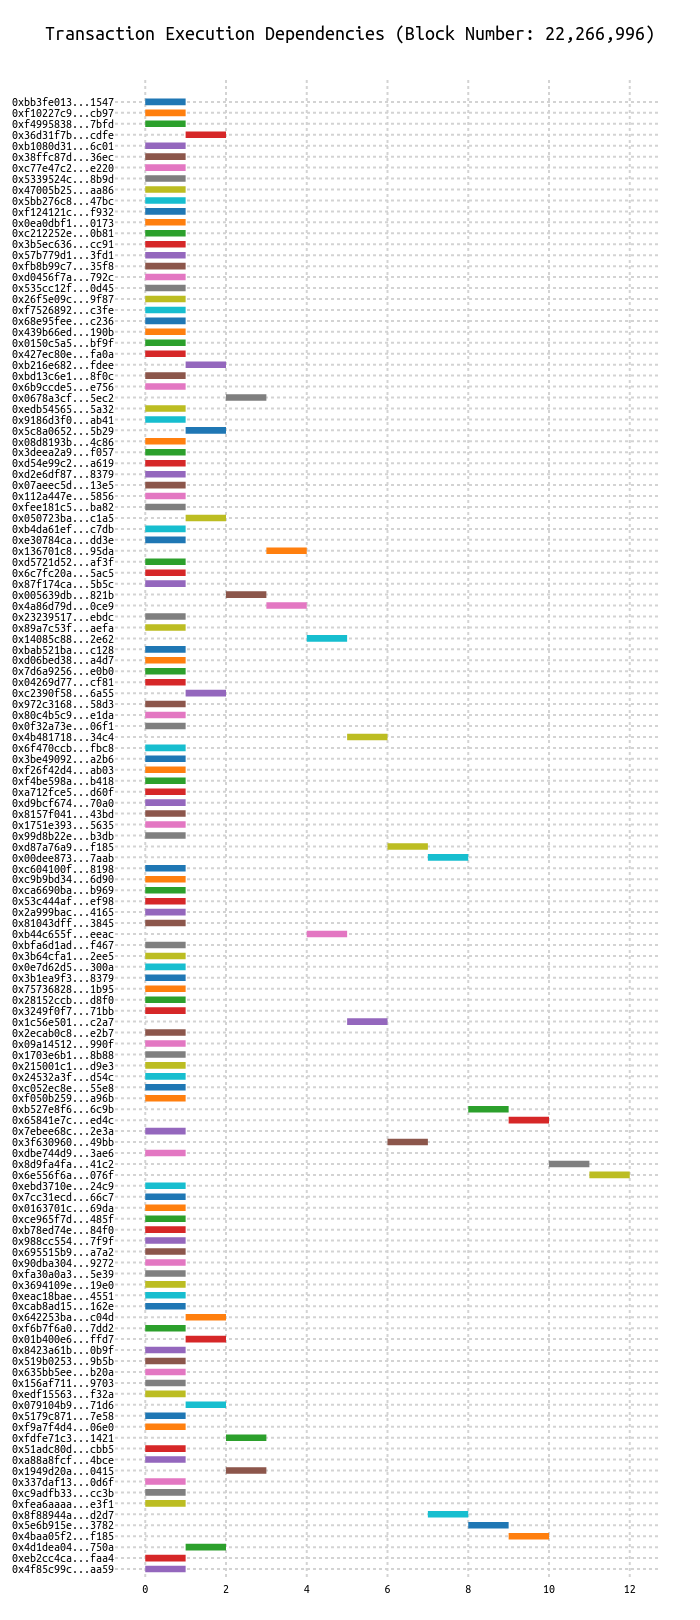 Transaction Execution Dependencies (Block Number: 22,266,996)
0xbb3fe013...1547
0xf10227c9...cb97
0xf4995838...7bfd
0x36d31f7b...cdfe
0xb1080d31...6c01
0x38ffc87d...36ec
0xc77e47c2...e220
0x5339524c...8b9d
0x47005b25...aa86
0x5bb276c8...47bc
0xf124121c...f932
0x0ea0dbf1...0173
0xc212252e...0b81
0x3b5ec636...cc91
0x57b779d1...3fd1
0xfb8b99c7...35f8
0xd0456f7a...792c
0x535cc12f...0d45
0x26f5e09c...9f87
0xf7526892...c3fe
0x68e95fee...c236
0x439b66ed...190b
0x0150c5a5...bf9f
0x427ec80e...fa0a
0xb216e682...fdee
0xbd13c6e1...8f0c
0x6b9ccde5...e756
0x0678a3cf...5ec2
0xedb54565...5a32
0x9186d3f0...ab41
0x5c8a0652...5b29
0x08d8193b...4c86
0x3deea2a9...f057
0xd54e99c2...a619
0xd2e6df87...8379
0x07aeec5d...13e5
0x112a447e...5856
0xfee181c5...ba82
0x050723ba...c1a5
0xb4da61ef...c7db
0xe30784ca...dd3e
0x136701c8...95da
0xd5721d52...af3f
0x6c7fc20a...5ac5
0x87f174ca...5b5c
0x005639db...821b
0x4a86d79d...0ce9
0x23239517...ebdc
0x89a7c53f...aefa
0x14085c88...2e62
0xbab521ba...c128
0xd06bed38...a4d7
0x7d6a9256...e0b0
0x04269d77...cf81
0xc2390f58...6a55
0x972c3168...58d3
0x80c4b5c9...e1da
0x0f32a73e...06f1
0x4b481718...34c4
0x6f470ccb...fbc8
0x3be49092...a2b6
0xf26f42d4...ab03
0xf4be598a...b418
0xa712fce5...d60f
0xd9bcf674...70a0
0x8157f041...43bd
0x1751e393...5635
0x99d8b22e...b3db
0xd87a76a9...f185
0x00dee873...7aab
0xc604100f...8198
0xc9b9bd34...6d90
0xca6690ba...b969
0x53c444af...ef98
0x2a999bac...4165
0x81043dff...3845
0xb44c655f...eeac
0xbfa6d1ad...f467
0x3b64cfa1...2ee5
0x0e7d62d5...300a
0x3b1ea9f3...8379
0x75736828...1b95
0x28152ccb...d8f0
0x3249f0f7...71bb
0x1c56e501...c2a7
0x2ecab0c8...e2b7
0x09a14512...990f
0x1703e6b1...8b88
0x215001c1...d9e3
0x24532a3f...d54c
0xc052ec8e...55e8
0xf050b259...a96b
0xb527e8f6...6c9b
0x65841e7c...ed4c
0x7ebee68c...2e3a
0x3f630960...49bb
0xdbe744d9...3ae6
0x8d9fa4fa...41c2
0x6e556f6a...076f
0xebd3710e...24c9
0x7cc31ecd...66c7
0x0163701c...69da
0xce965f7d...485f
0xb78ed74e...84f0
0x988cc554...7f9f
0x695515b9...a7a2
0x90dba304...9272
0xfa30a0a3...5e39
0x3694109e...19e0
0xeac18bae...4551
0xcab8ad15...162e
0x642253ba...c04d
0xf6b7f6a0...7dd2
0x01b400e6...ffd7
0x8423a61b...0b9f
0x519b0253...9b5b
0x635bb5ee...b20a
0x156af711...9703
0xedf15563...f32a
0x079104b9...71d6
0x5179c871...7e58
0xf9a7f4d4...06e0
0xfdfe71c3...1421
0x51adc80d...cbb5
0xa88a8fcf...4bce
0x1949d20a...0415
0x337daf13...0d6f
0xc9adfb33...cc3b
0xfea6aaaa...e3f1
0x8f88944a...d2d7
0x5e6b915e...3782
0x4baa05f2...f185
0x4d1dea04...750a
0xeb2cc4ca...faa4
0x4f85c99c...aa59
0 2 4 6 8 10 12